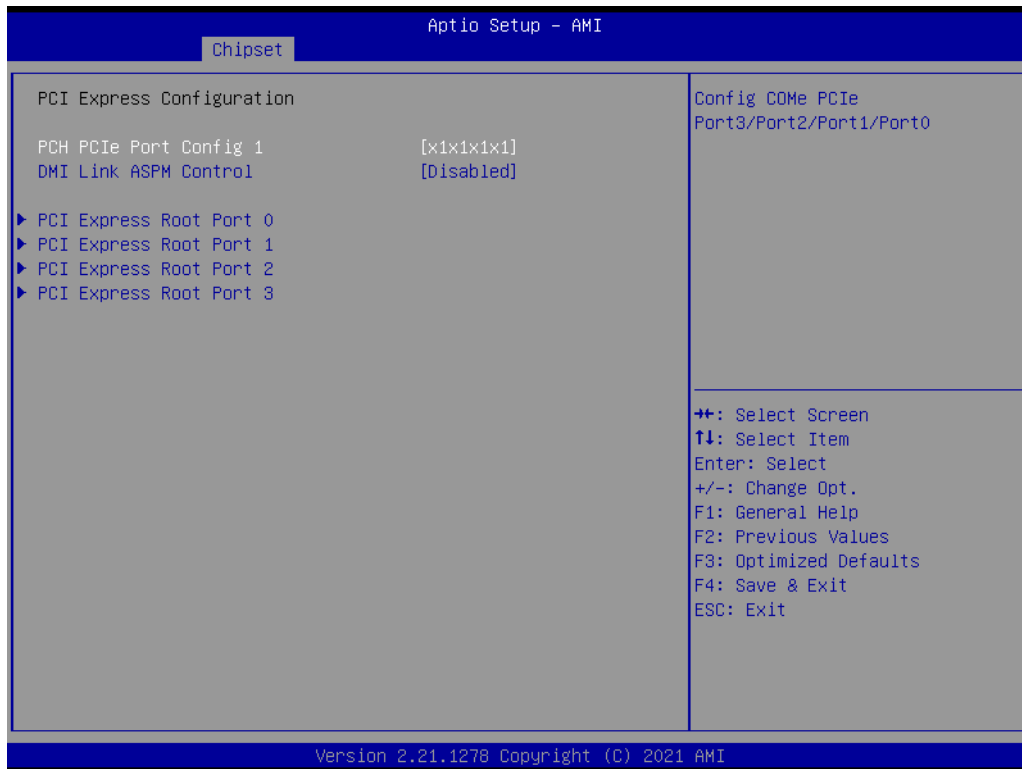 Aptio Setup – AMI
Chipset
PCI Express Configuration
PCH PCIe Port Config 1 [x1x1x1x1]
DMI Link ASPM Control [Disabled]
PCI Express Root Port 0
PCI Express Root Port 1
PCI Express Root Port 2
PCI Express Root Port 3
Config COMe PCIe
Port3/Port2/Port1/Port0
→←: Select Screen
↑↓: Select Item
Enter: Select
+/-: Change Opt.
F1: General Help
F2: Previous Values
F3: Optimized Defaults
F4: Save & Exit
ESC: Exit
Version 2.21.1278 Copyright (C) 2021 AMI